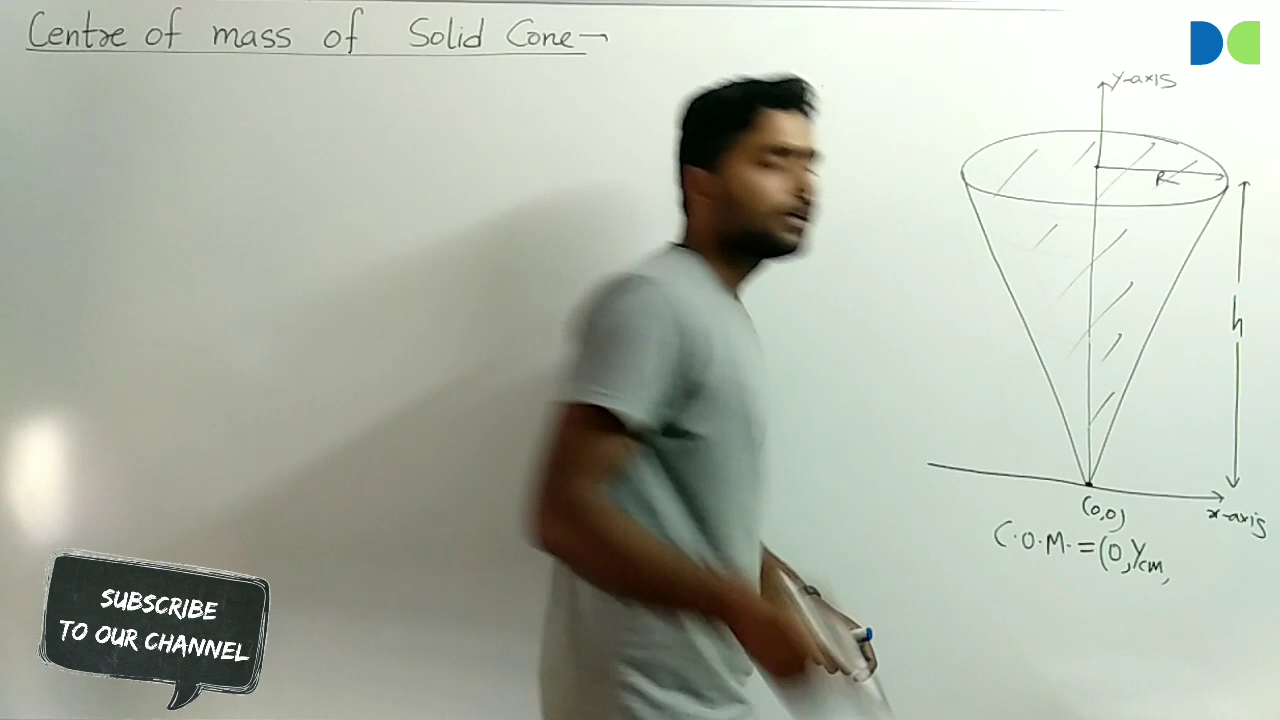 Centre of mass of Solid Cone→
y-axis
R
h
(0,0)
x-axis
C.O.M. = (0, Ycm,
SUBSCRIBE
TO OUR CHANNEL